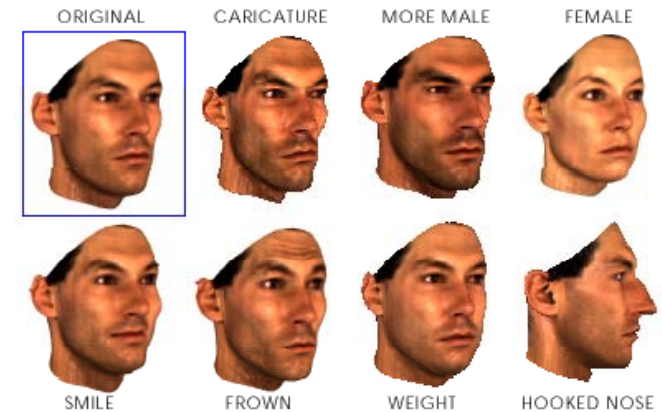 ORIGINAL
CARICATURE
MORE MALE
FEMALE
SMILE
FROWN
WEIGHT
HOOKED NOSE